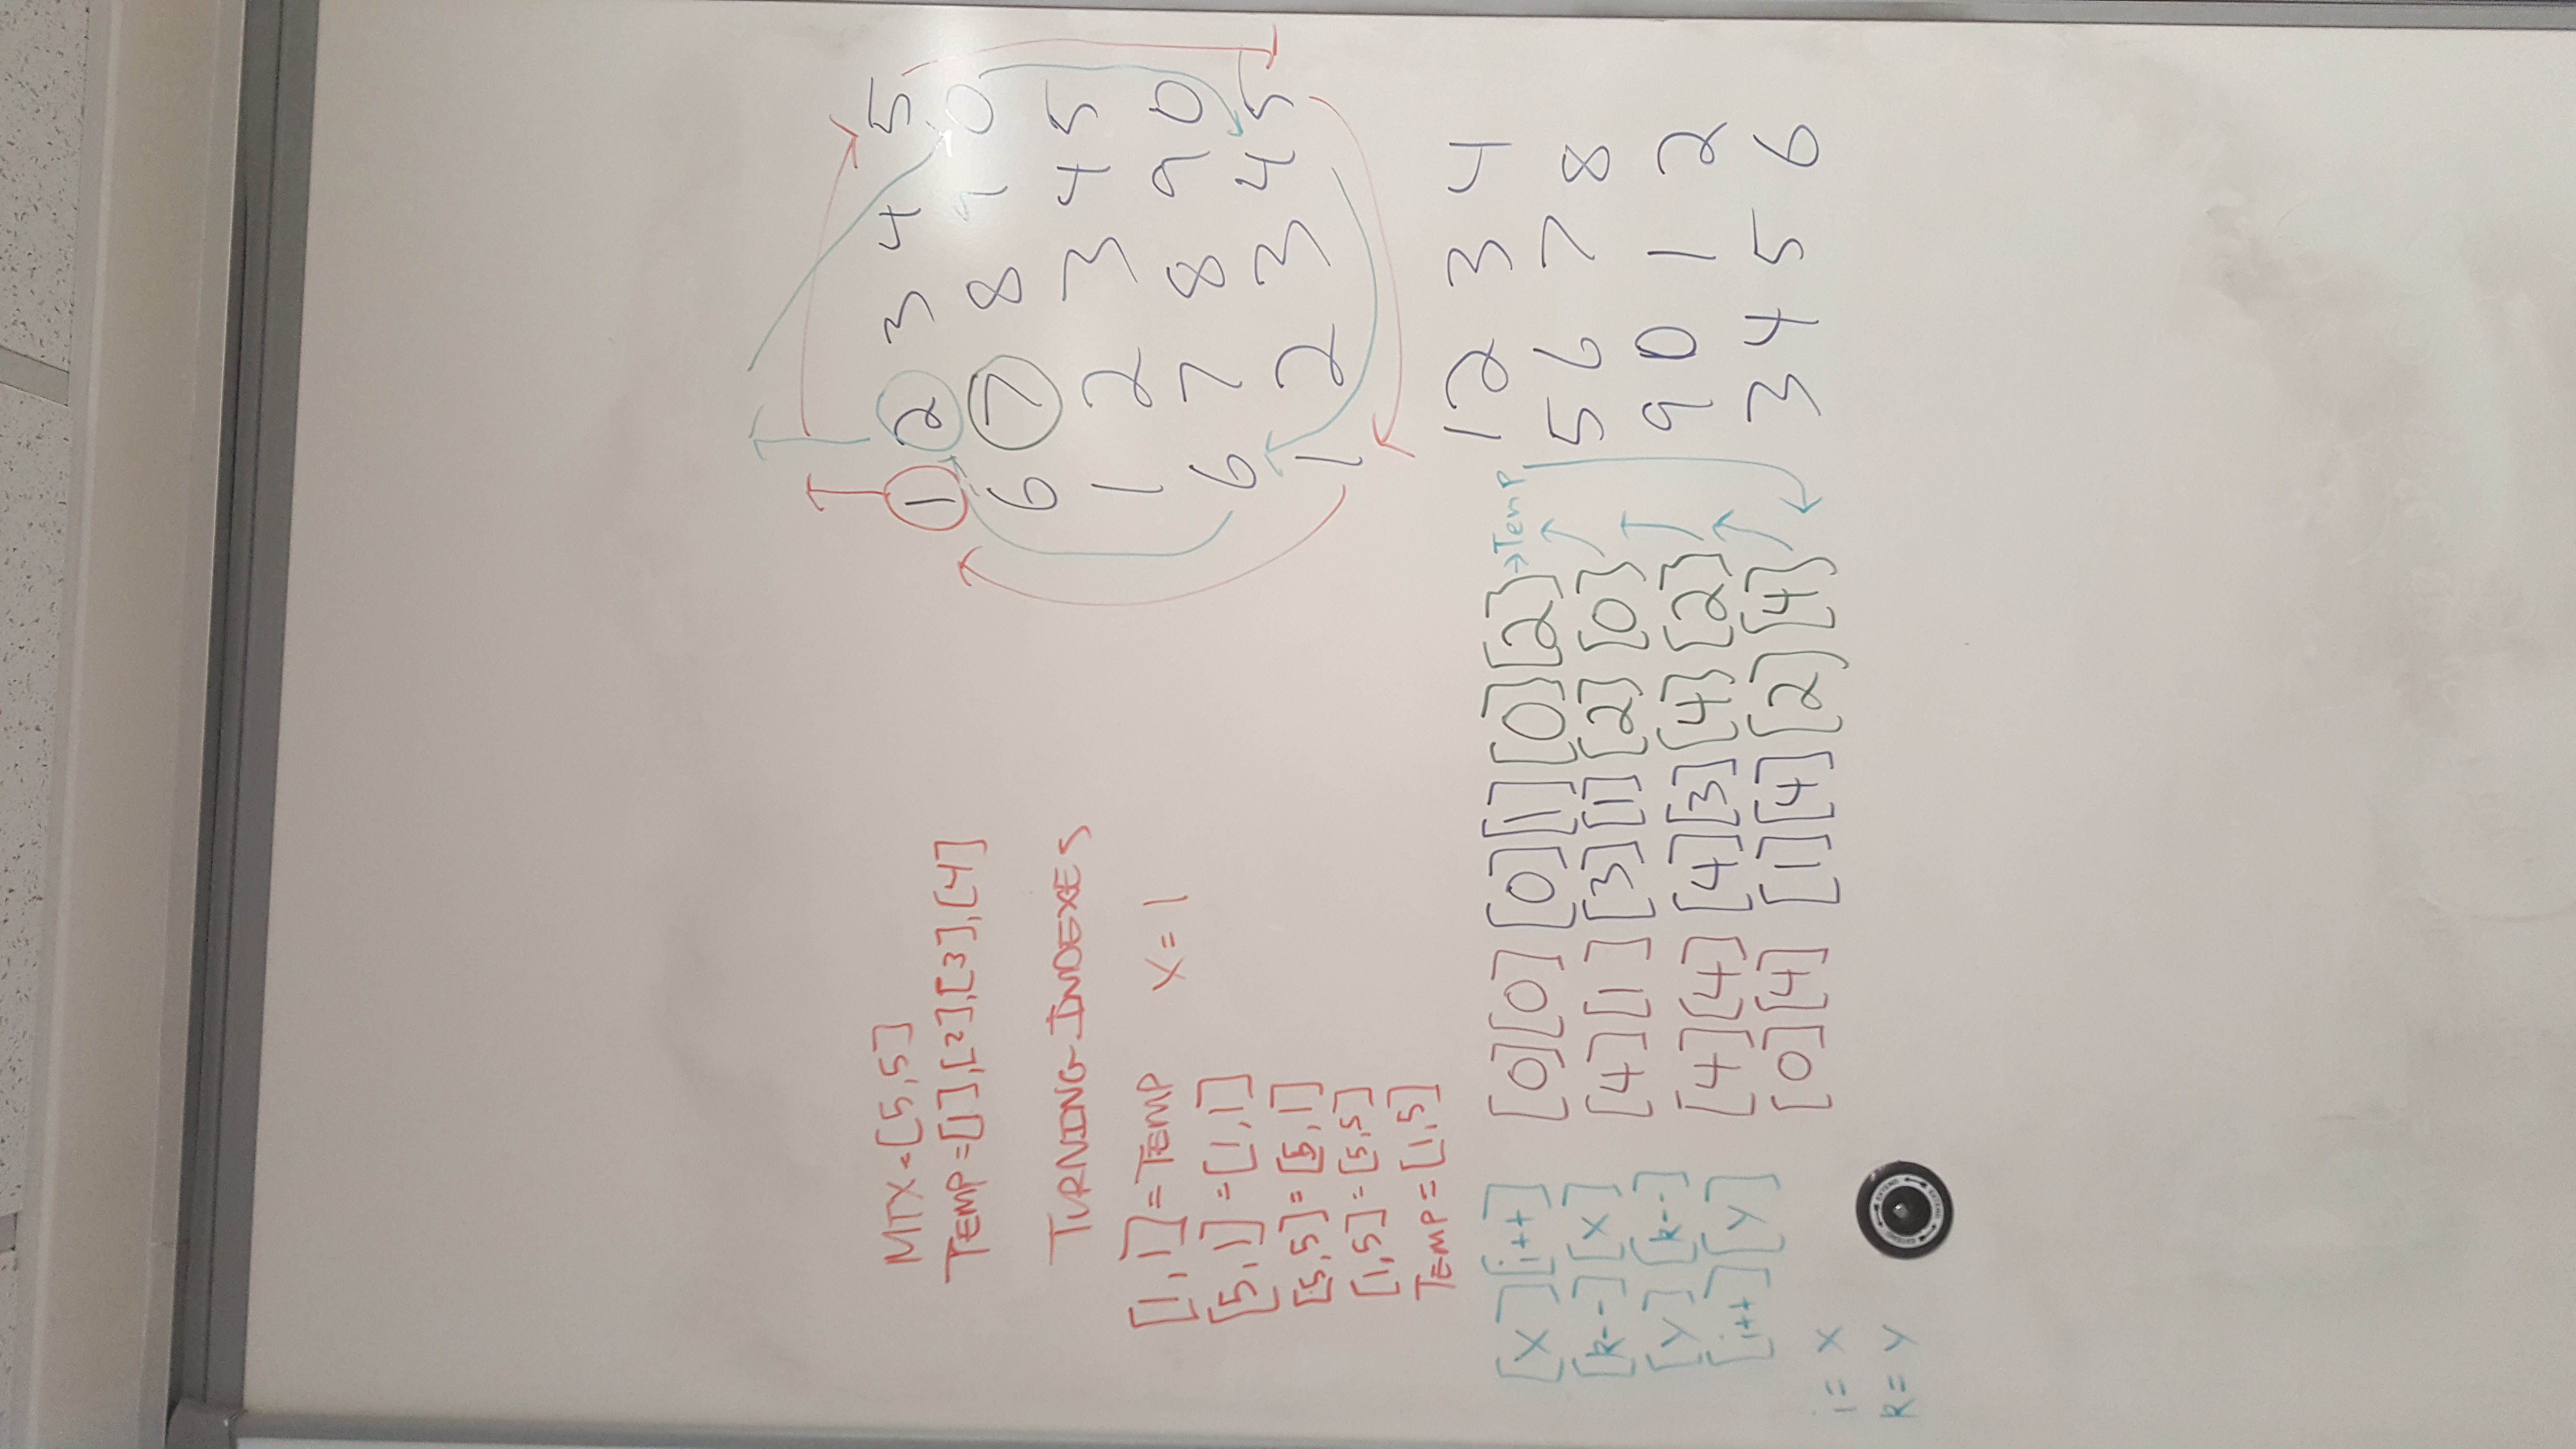 MTX=[5,5]
TEMP=[1],[2],[3],[4]
TURNING INDEXES
[1,1]=TEMP X=1
[5,1]=[1,1]
[5,5]=[5,1]
[1,5]=[5,5]
TEMP=[1,5]
1 2 3 4 5
6 7 8 9 0
1 2 3 4 5
6 7 8 9 0
1 2 3 4 5
[X][i++] [0][0] [0][1] [0][2] →Temp
[k--][X] [4][1] [3][1] [2][0]
[y][k--] [4][4] [4][3] [4][2]
[i++][y] [0][4] [1][4] [2][4]
i=X
k=y
1 2 3 4
5 6 7 8
9 0 1 2
3 4 5 6